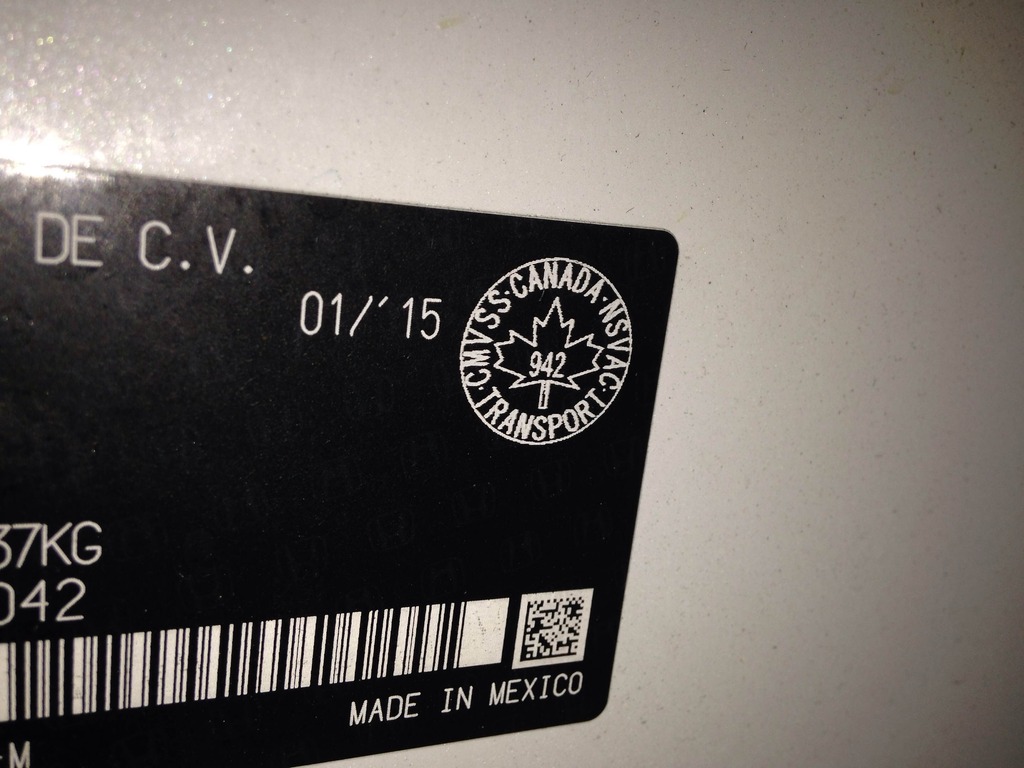 DE C.V.
01/'15
CMVSS·CANADA·NSVAC·TRANSPORT·
942
37KG
042
MADE IN MEXICO
-M